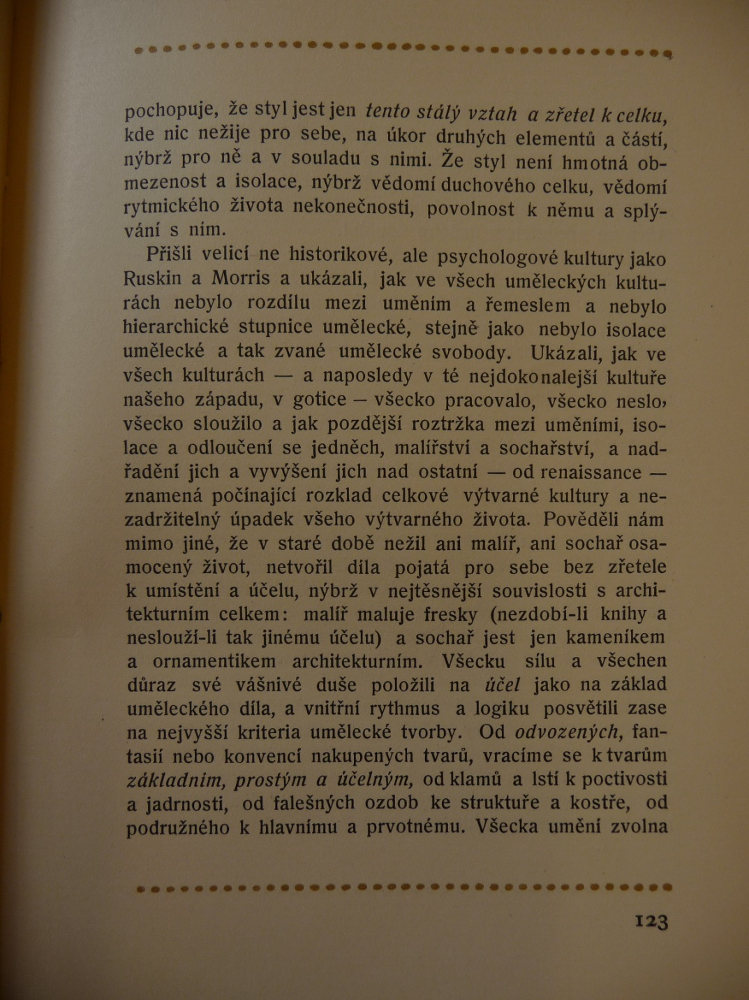 pochopuje, že styl jest jen tento stálý vztah a zřetel k celku,
kde nic nežije pro sebe, na úkor druhých elementů a částí,
nýbrž pro ně a v souladu s nimi. Že styl není hmotná ob-
mezenost a isolace, nýbrž vědomí duchového celku, vědomí
rytmického života nekonečnosti, povolnost k němu a splý-
vání s ním.
Přišli velicí ne historikové, ale psychologové kultury jako
Ruskin a Morris a ukázali, jak ve všech uměleckých kultu-
rách nebylo rozdílu mezi uměním a řemeslem a nebylo
hierarchické stupnice umělecké, stejně jako nebylo isolace
umělecké a tak zvané umělecké svobody. Ukázali, jak ve
všech kulturách — a naposledy v té nejdokonalejší kultuře
našeho západu, v gotice — všecko pracovalo, všecko neslo,
všecko sloužilo a jak pozdější roztržka mezi uměními, iso-
lace a odloučení se jedněch, malířství a sochařství, a nad-
řadění jich a vyvýšení jich nad ostatní — od renaissance —
znamená počínající rozklad celkové výtvarné kultury a ne-
zadržitelný úpadek všeho výtvarného života. Pověděli nám
mimo jiné, že v staré době nežil ani malíř, ani sochař osa-
mocený život, netvořil díla pojatá pro sebe bez zřetele
k umístění a účelu, nýbrž v nejtěsnější souvislosti s archi-
tekturním celkem: malíř maluje fresky (nezdobí-li knihy a
neslouží-li tak jinému účelu) a sochař jest jen kameníkem
a ornamentikem architekturním. Všecku sílu a všechen
důraz své vášnivé duše položili na účel jako na základ
uměleckého díla, a vnitřní rythmus a logiku posvětili zase
na nejvyšší kriteria umělecké tvorby. Od odvozených, fan-
tasií nebo konvencí nakupených tvarů, vracíme se k tvarům
základnim, prostým a účelným, od klamů a lstí k poctivosti
a jadrnosti, od falešných ozdob ke struktuře a kostře, od
podružného k hlavnímu a prvotnému. Všecka umění zvolna
123